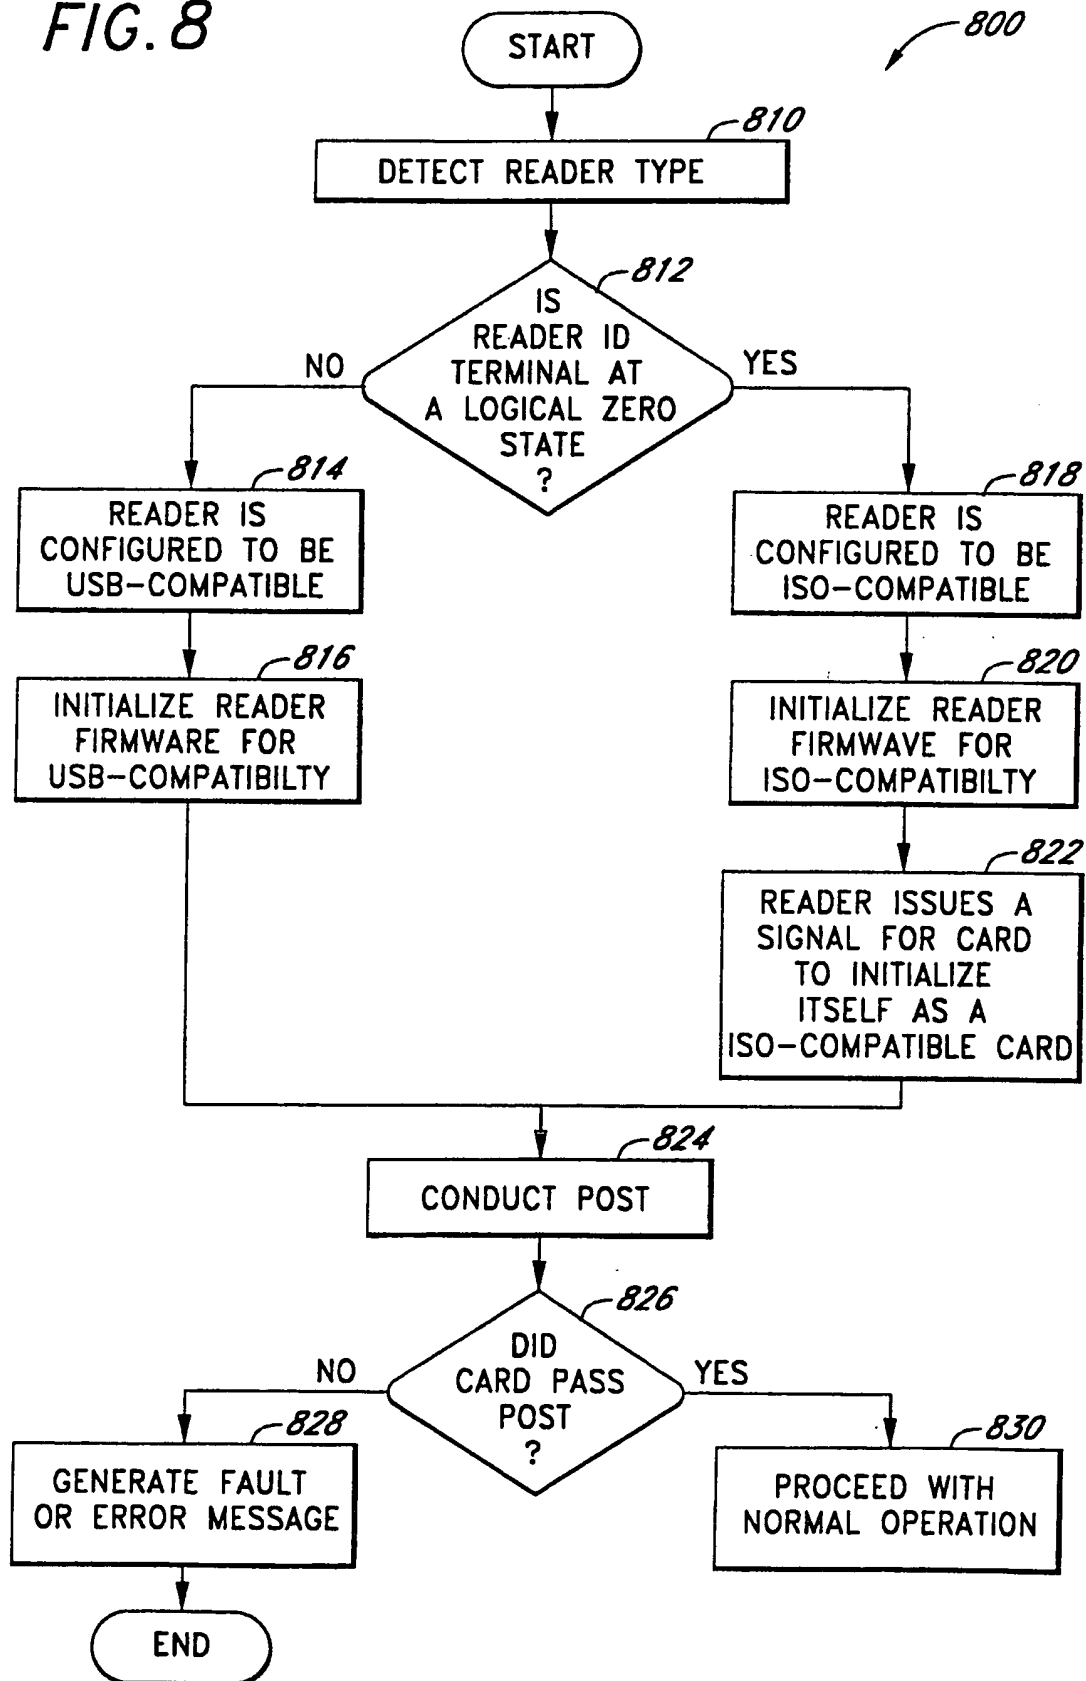 FIG. 8
800
START
810
DETECT READER TYPE
812
IS
READER ID
TERMINAL AT
A LOGICAL ZERO
STATE
?
NO
YES
814
READER IS
CONFIGURED TO BE
USB-COMPATIBLE
818
READER IS
CONFIGURED TO BE
ISO-COMPATIBLE
816
INITIALIZE READER
FIRMWARE FOR
USB-COMPATIBILTY
820
INITIALIZE READER
FIRMWAVE FOR
ISO-COMPATIBILTY
822
READER ISSUES A
SIGNAL FOR CARD
TO INITIALIZE
ITSELF AS A
ISO-COMPATIBLE CARD
824
CONDUCT POST
826
DID
CARD PASS
POST
?
NO
YES
828
GENERATE FAULT
OR ERROR MESSAGE
830
PROCEED WITH
NORMAL OPERATION
END